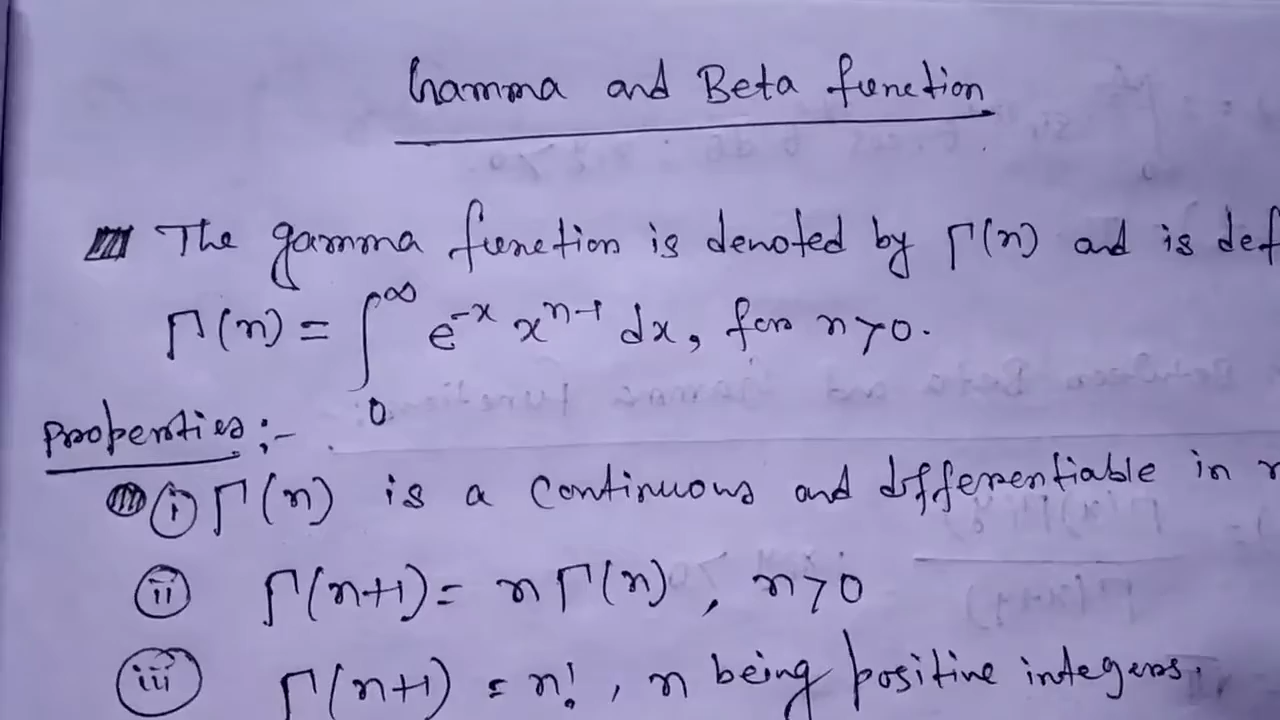 Gamma and Beta function
The gamma function is denoted by Γ(n) and is def
Γ(n) = ∫₀^∞ e^{-x} x^{n-1} dx, for n>0.
Properties:-
(i) Γ(n) is a continuous and differentiable in
(ii) Γ(n+1) = n Γ(n), n>0
(iii) Γ(n+1) = n!, n being positive integers.